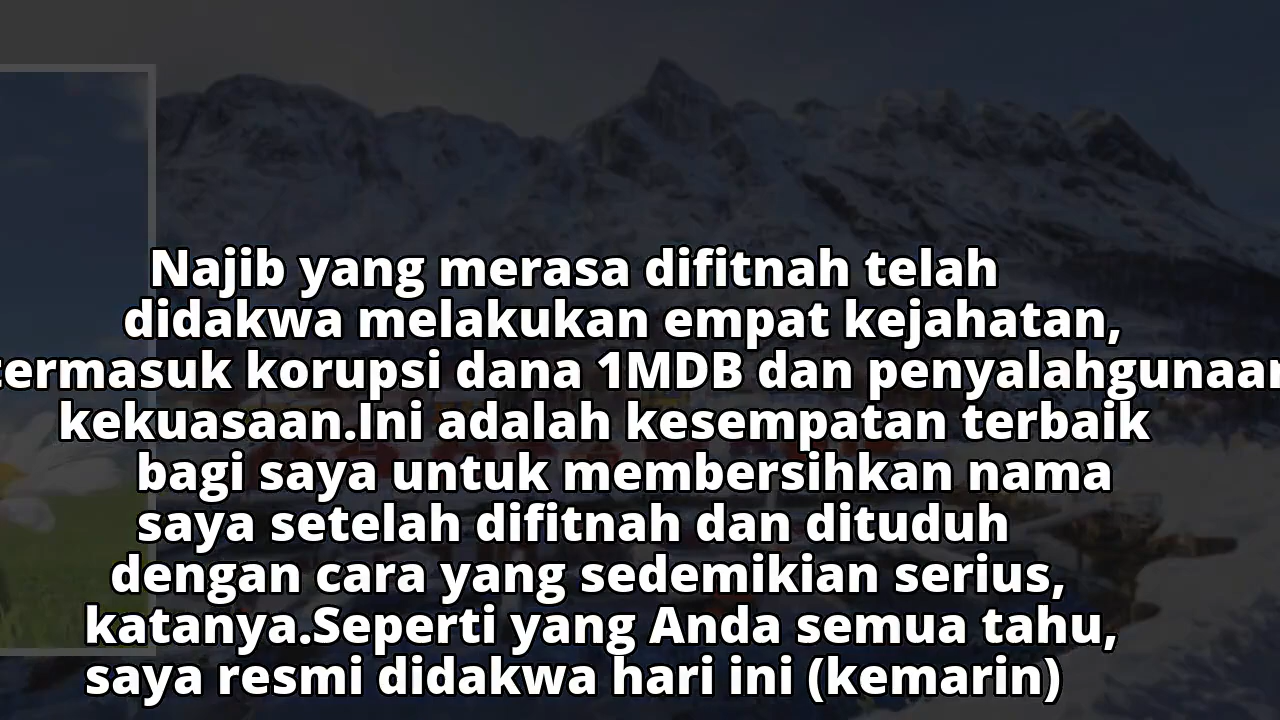 Najib yang merasa difitnah telah
didakwa melakukan empat kejahatan,
termasuk korupsi dana 1MDB dan penyalahgunaan
kekuasaan.Ini adalah kesempatan terbaik
bagi saya untuk membersihkan nama
saya setelah difitnah dan dituduh
dengan cara yang sedemikian serius,
katanya.Seperti yang Anda semua tahu,
saya resmi didakwa hari ini (kemarin)